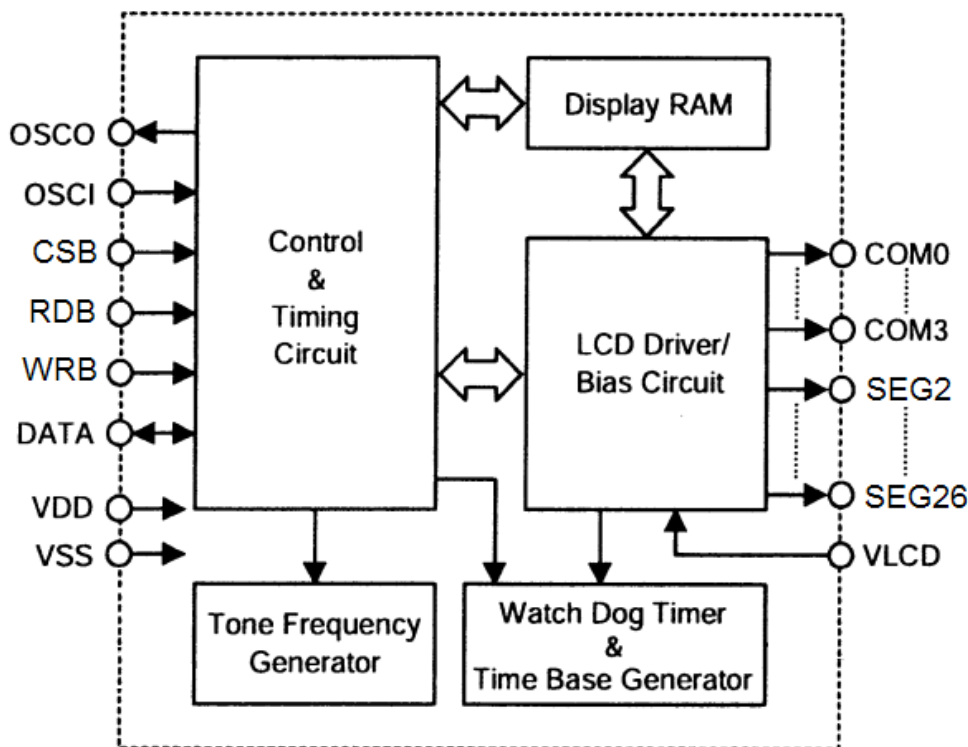 OSCO
OSCI
CSB
RDB
WRB
DATA
VDD
VSS
Control
&
Timing
Circuit
Display RAM
LCD Driver/
Bias Circuit
COM0
COM3
SEG2
SEG26
VLCD
Tone Frequency
Generator
Watch Dog Timer
&
Time Base Generator